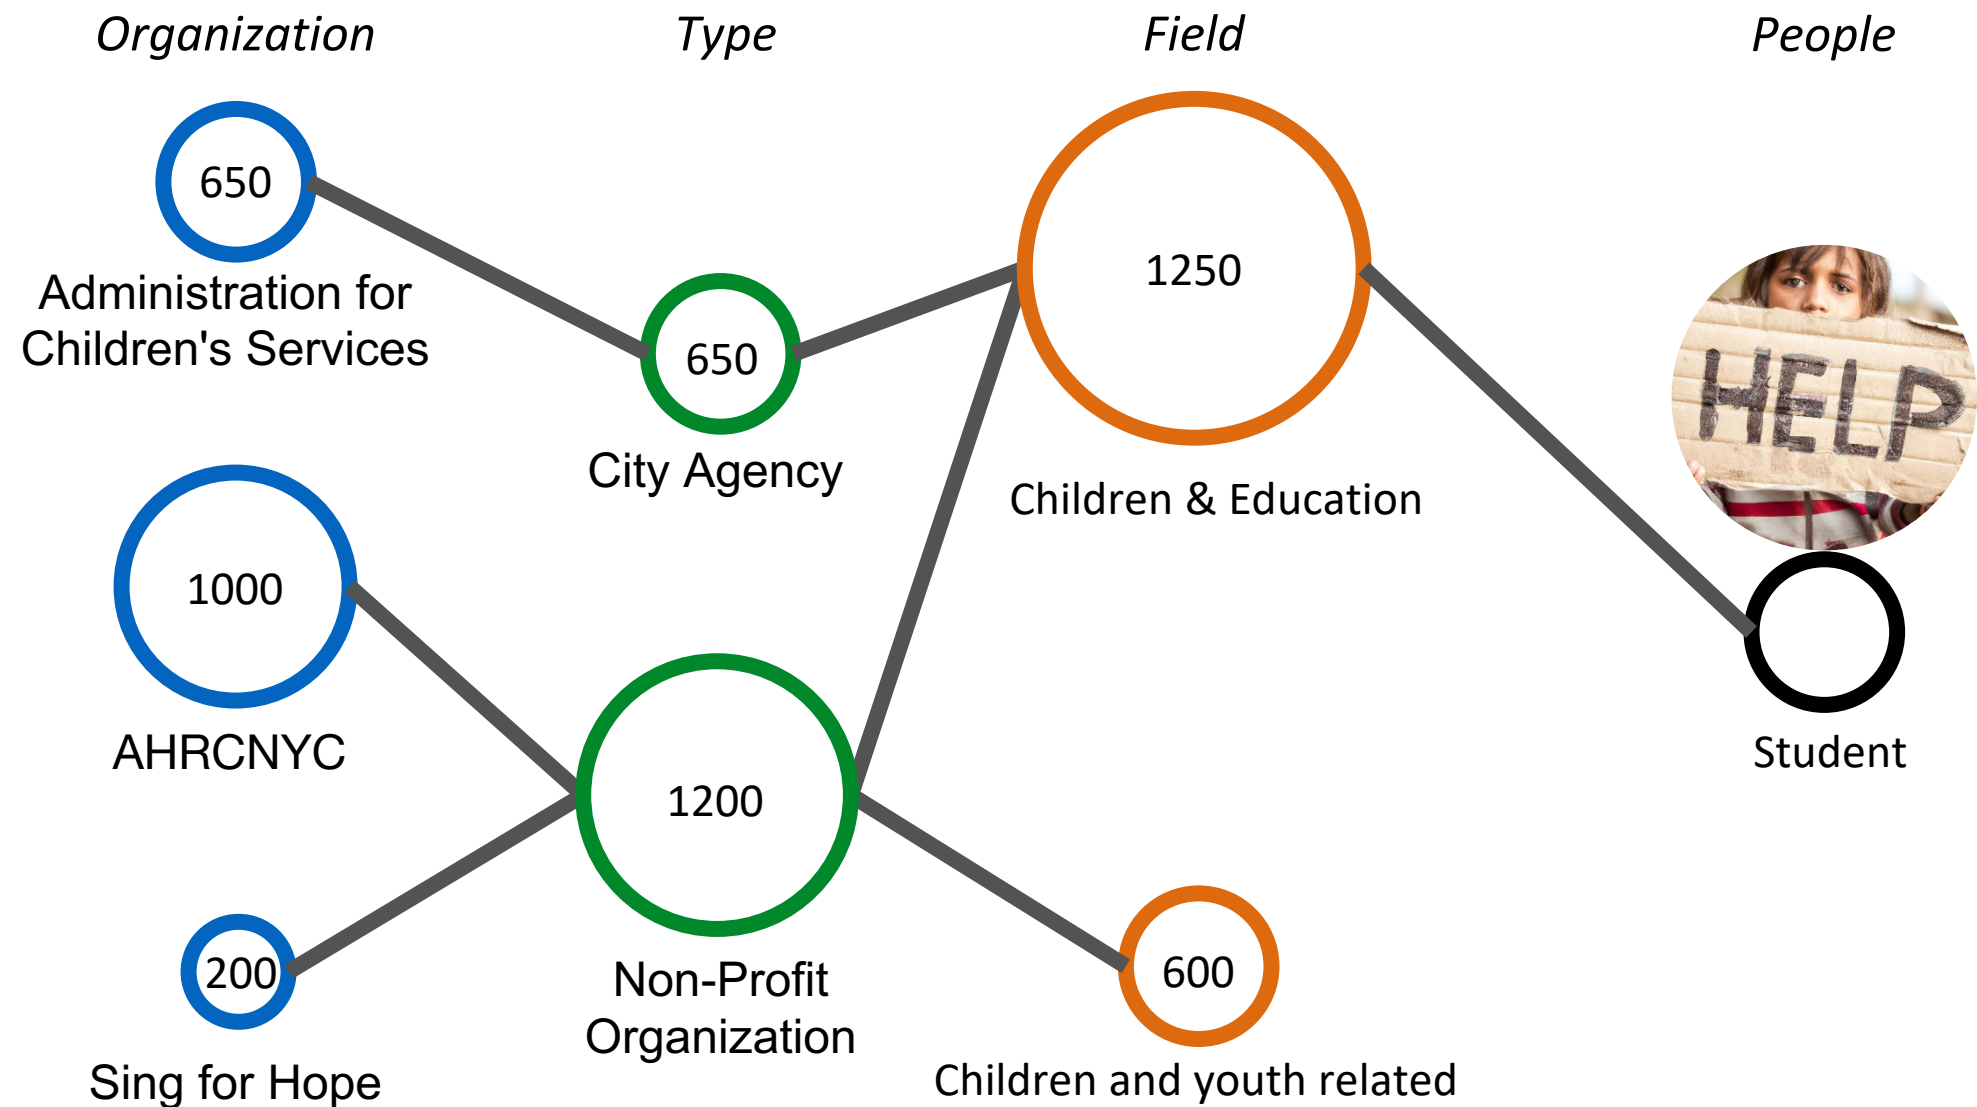 Organization
Type
Field
People
650
Administration for
Children's Services
650
City Agency
1250
Children & Education
HELP
Student
1000
AHRCNYC
1200
Non-Profit
Organization
200
Sing for Hope
600
Children and youth related